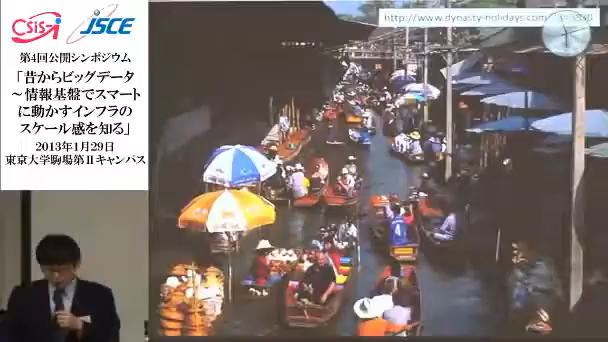 CSiS-i JSCE
第4回公開シンポジウム
「昔からビッグデータ
～情報基盤でスマート
に動かすインフラの
スケール感を知る」
2013年1月29日
東京大学駒場第Ⅱキャンパス
http://www.dynasty-holidays.com/